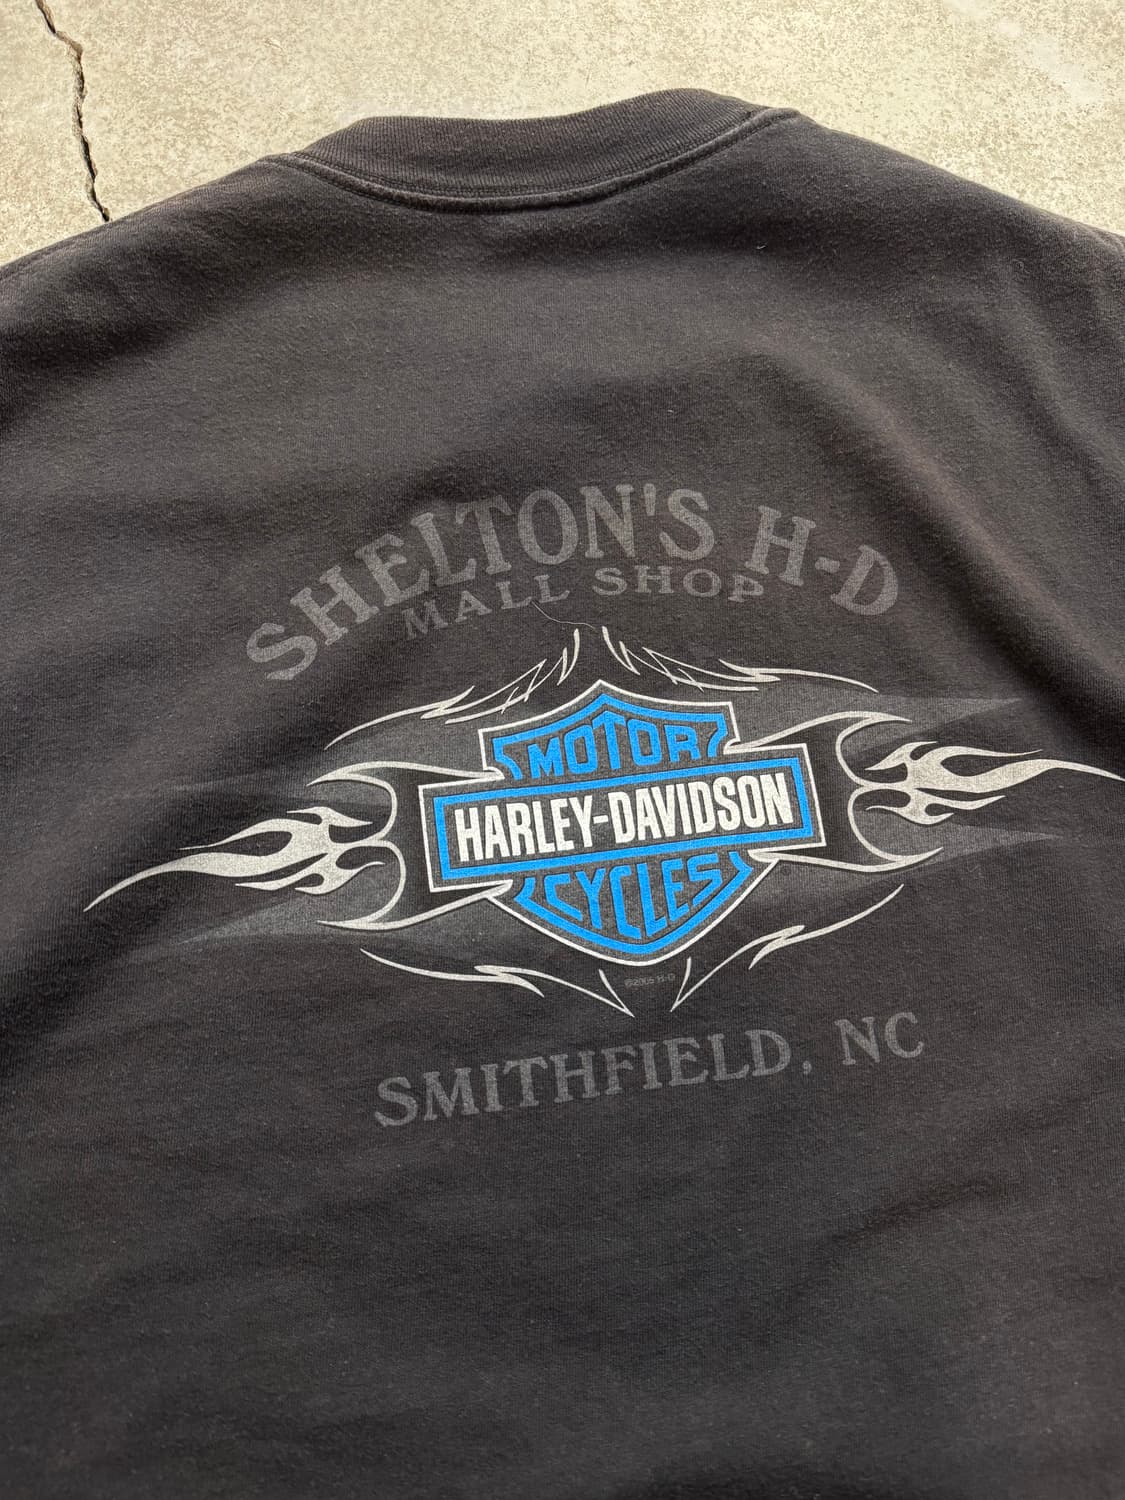 SHELTON'S H-D
MALL SHOP
MOTOR
HARLEY-DAVIDSON
CYCLES
SMITHFIELD, NC